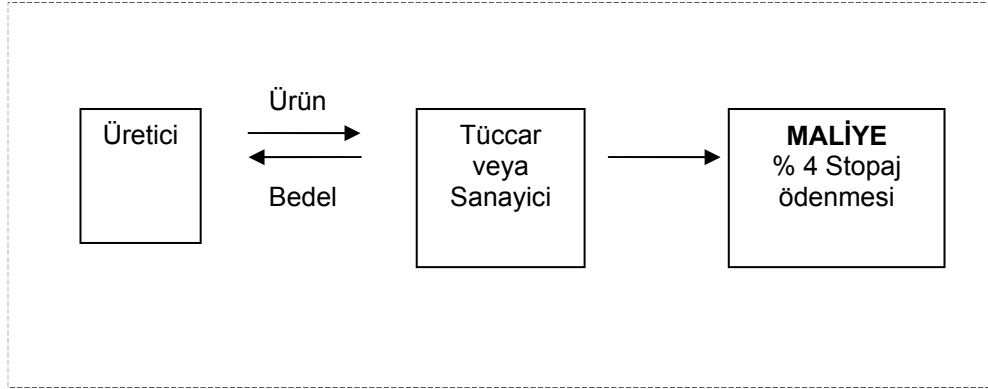 Üretici
Ürün
Bedel
Tüccar
veya
Sanayici
MALİYE
% 4 Stopaj
ödenmesi